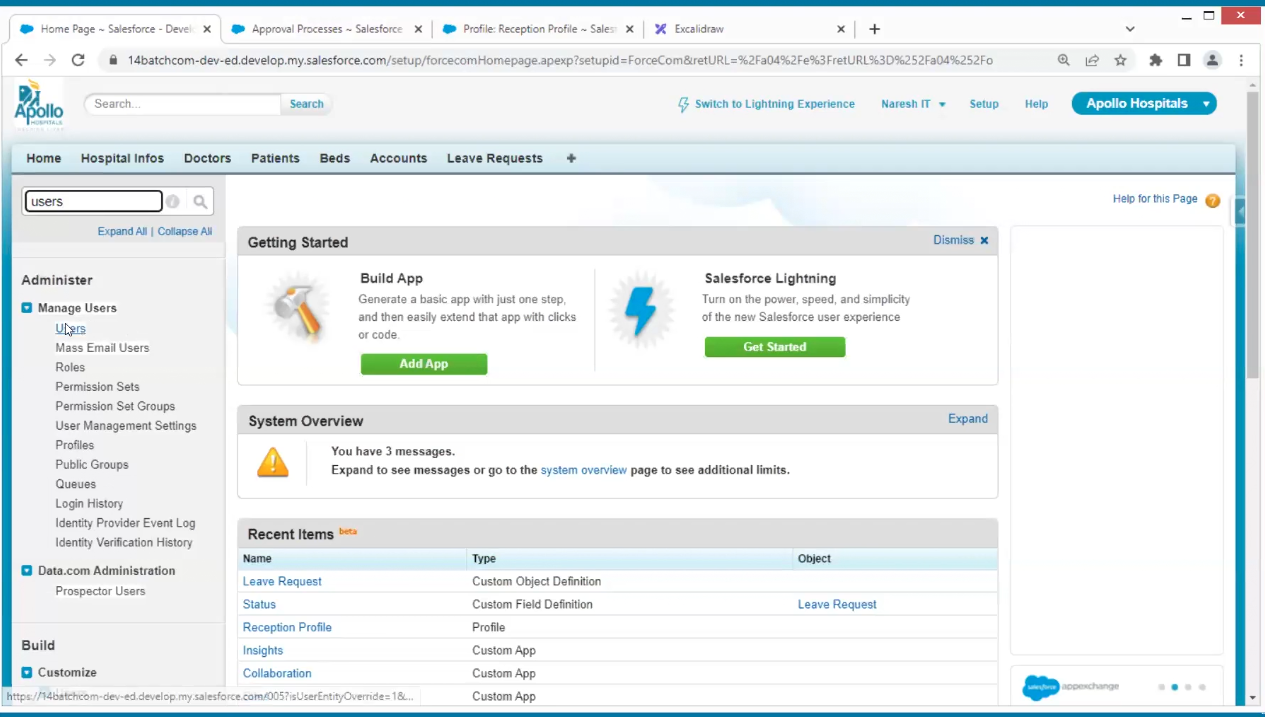 Home Page ~ Salesforce - Devel
Approval Processes ~ Salesforce
Profile: Reception Profile ~ Sales
Excalidraw
14batchcom-dev-ed.develop.my.salesforce.com/setup/forcecomHomepage.apexp?setupid=ForceCom&retURL=%2Fa04%2Fe%3FretURL%3D%252Fa04%252Fo
Apollo
HOSPITALS
Search...
Search
Switch to Lightning Experience
Naresh IT
Setup
Help
Apollo Hospitals
Home
Hospital Infos
Doctors
Patients
Beds
Accounts
Leave Requests
users
Expand All | Collapse All
Administer
Manage Users
Users
Mass Email Users
Roles
Permission Sets
Permission Set Groups
User Management Settings
Profiles
Public Groups
Queues
Login History
Identity Provider Event Log
Identity Verification History
Data.com Administration
Prospector Users
Build
Customize
https://14batchcom-dev-ed.develop.my.salesforce.com/005?isUserEntityOverride=1&...
Help for this Page
Getting Started
Dismiss
Build App
Generate a basic app with just one step,
and then easily extend that app with clicks
or code.
Add App
Salesforce Lightning
Turn on the power, speed, and simplicity
of the new Salesforce user experience
Get Started
System Overview
Expand
You have 3 messages.
Expand to see messages or go to the system overview page to see additional limits.
Recent Items beta
Name Type Object
Leave Request Custom Object Definition
Status Custom Field Definition Leave Request
Reception Profile Profile
Insights Custom App
Collaboration Custom App
Custom App
salesforce appexchange